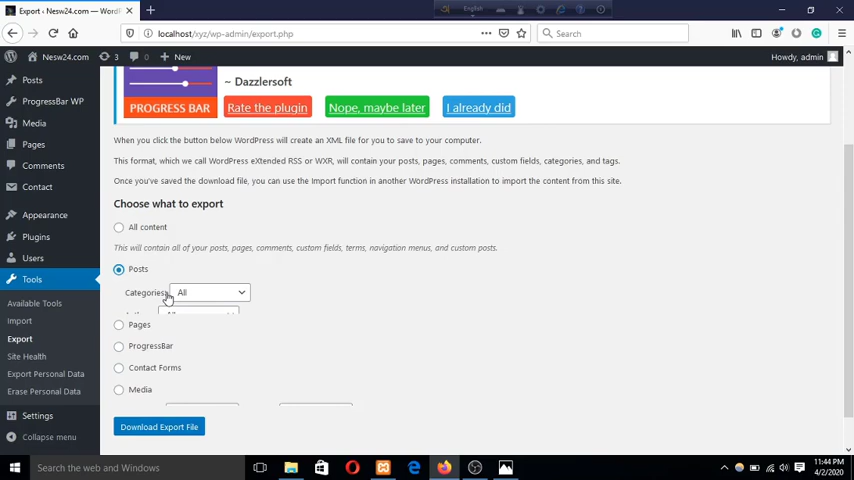 Export ‹ Nesw24.com — WordPr
English
localhost/xyz/wp-admin/export.php
Search
Nesw24.com
3
0
New
Howdy, admin
Posts
ProgressBar WP
Media
Pages
Comments
Contact
Appearance
Plugins
Users
Tools
Available Tools
Import
Export
Site Health
Export Personal Data
Erase Personal Data
Settings
Collapse menu
PROGRESS BAR
~ Dazzlersoft
Rate the plugin
Nope, maybe later
I already did
When you click the button below WordPress will create an XML file for you to save to your computer.
This format, which we call WordPress eXtended RSS or WXR, will contain your posts, pages, comments, custom fields, categories, and tags.
Once you've saved the download file, you can use the Import function in another WordPress installation to import the content from this site.
Choose what to export
All content
This will contain all of your posts, pages, comments, custom fields, terms, navigation menus, and custom posts.
Posts
Categories: All
Pages
ProgressBar
Contact Forms
Media
Download Export File
Search the web and Windows
11:44 PM
4/2/2020